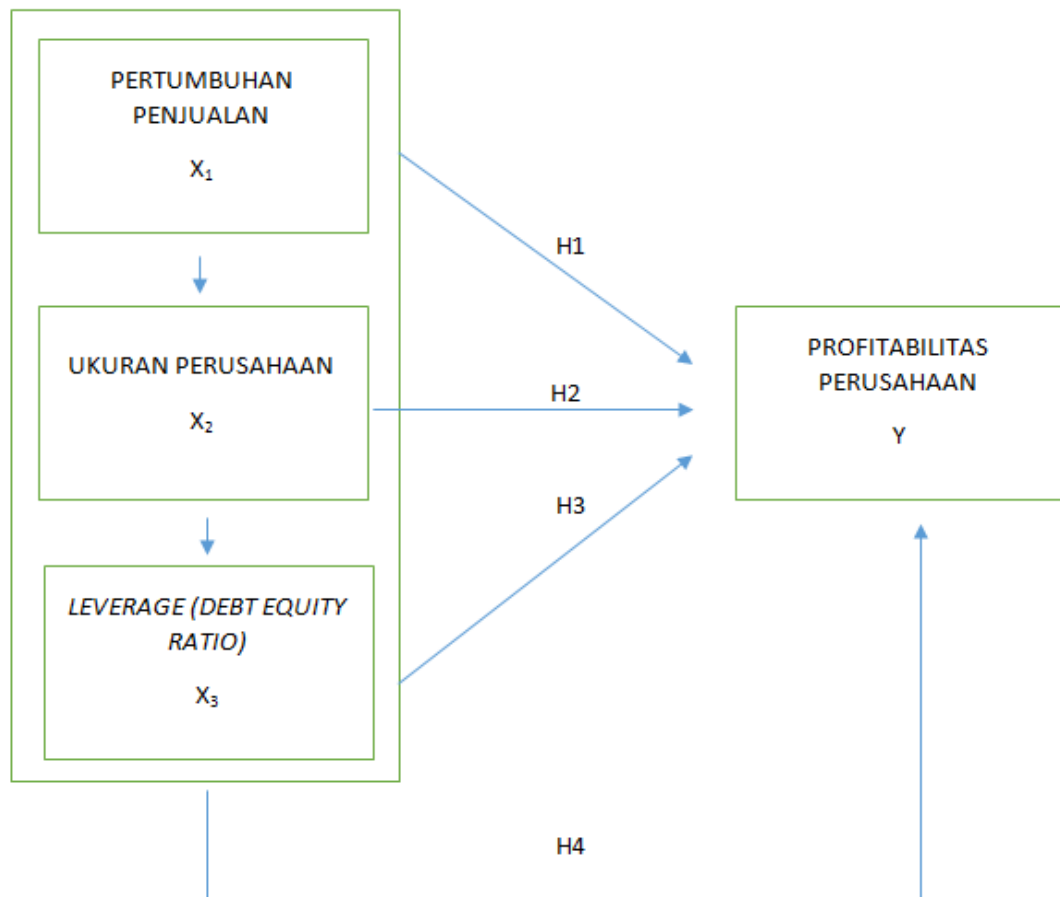 PERTUMBUHAN
PENJUALAN
X₁
H1
UKURAN PERUSAHAAN
X₂
H2
PROFITABILITAS
PERUSAHAAN
Y
H3
LEVERAGE (DEBT EQUITY
RATIO)
X₃
H4